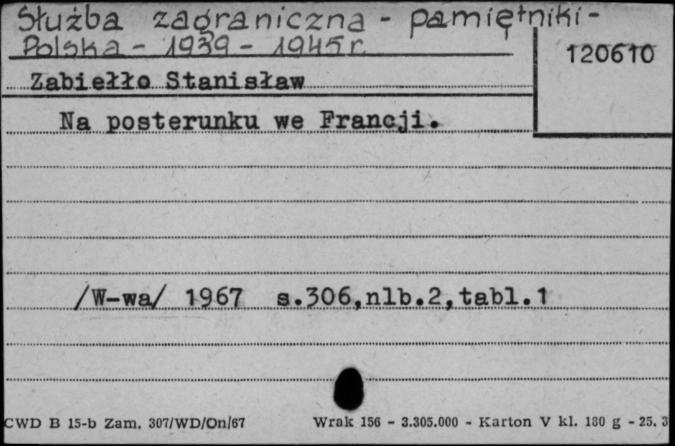 Służba zagraniczna - pamiętniki -
Polska - 1939 - 1945 r.
120610
Zabiełło Stanisław
Na posterunku we Francji.
/W-wa/ 1967 s.306,nlb.2,tabl.1
CWD B 15-b Zam. 307/WD/On/67 Wrak 156 - 3.305.000 - Karton V kl. 180 g - 25. 3